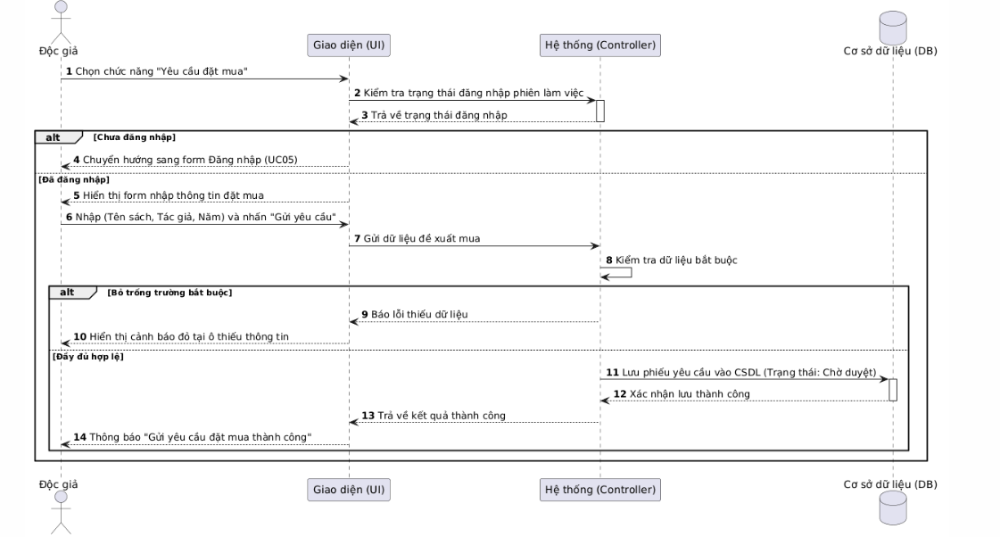 Độc giả
Giao diện (UI)
Hệ thống (Controller)
Cơ sở dữ liệu (DB)
1 Chọn chức năng "Yêu cầu đặt mua"
2 Kiểm tra trạng thái đăng nhập phiên làm việc
3 Trả về trạng thái đăng nhập
alt [Chưa đăng nhập]
4 Chuyển hướng sang form Đăng nhập (UC05)
[Đã đăng nhập]
5 Hiển thị form nhập thông tin đặt mua
6 Nhập (Tên sách, Tác giả, Năm) và nhấn "Gửi yêu cầu"
7 Gửi dữ liệu đề xuất mua
8 Kiểm tra dữ liệu bắt buộc
alt [Bỏ trống trường bắt buộc]
9 Báo lỗi thiếu dữ liệu
10 Hiển thị cảnh báo đỏ tại ô thiếu thông tin
[Đầy đủ hợp lệ]
11 Lưu phiếu yêu cầu vào CSDL (Trạng thái: Chờ duyệt)
12 Xác nhận lưu thành công
13 Trả về kết quả thành công
14 Thông báo "Gửi yêu cầu đặt mua thành công"
Độc giả
Giao diện (UI)
Hệ thống (Controller)
Cơ sở dữ liệu (DB)